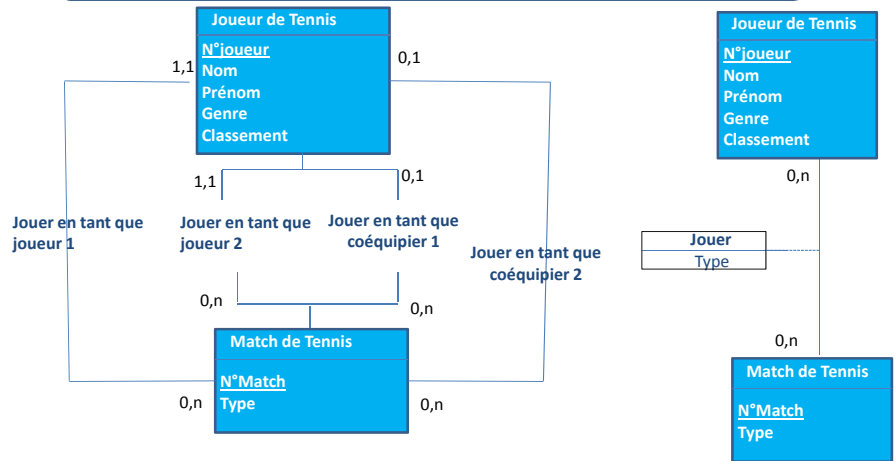 Joueur de Tennis
N°joueur
Nom
Prénom
Genre
Classement
1,1
0,1
1,1
0,1
Jouer en tant que
joueur 1
Jouer en tant que
joueur 2
Jouer en tant que
coéquipier 1
Jouer en tant que
coéquipier 2
0,n
0,n
Match de Tennis
N°Match
Type
0,n
0,n
Joueur de Tennis
N°joueur
Nom
Prénom
Genre
Classement
0,n
Jouer
Type
0,n
Match de Tennis
N°Match
Type